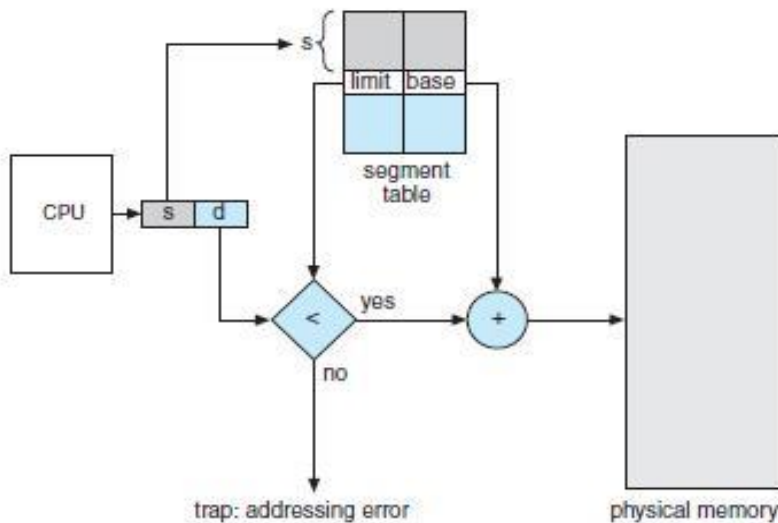 s
limit base
segment
table
CPU
s d
<
yes
+
no
trap: addressing error
physical memory